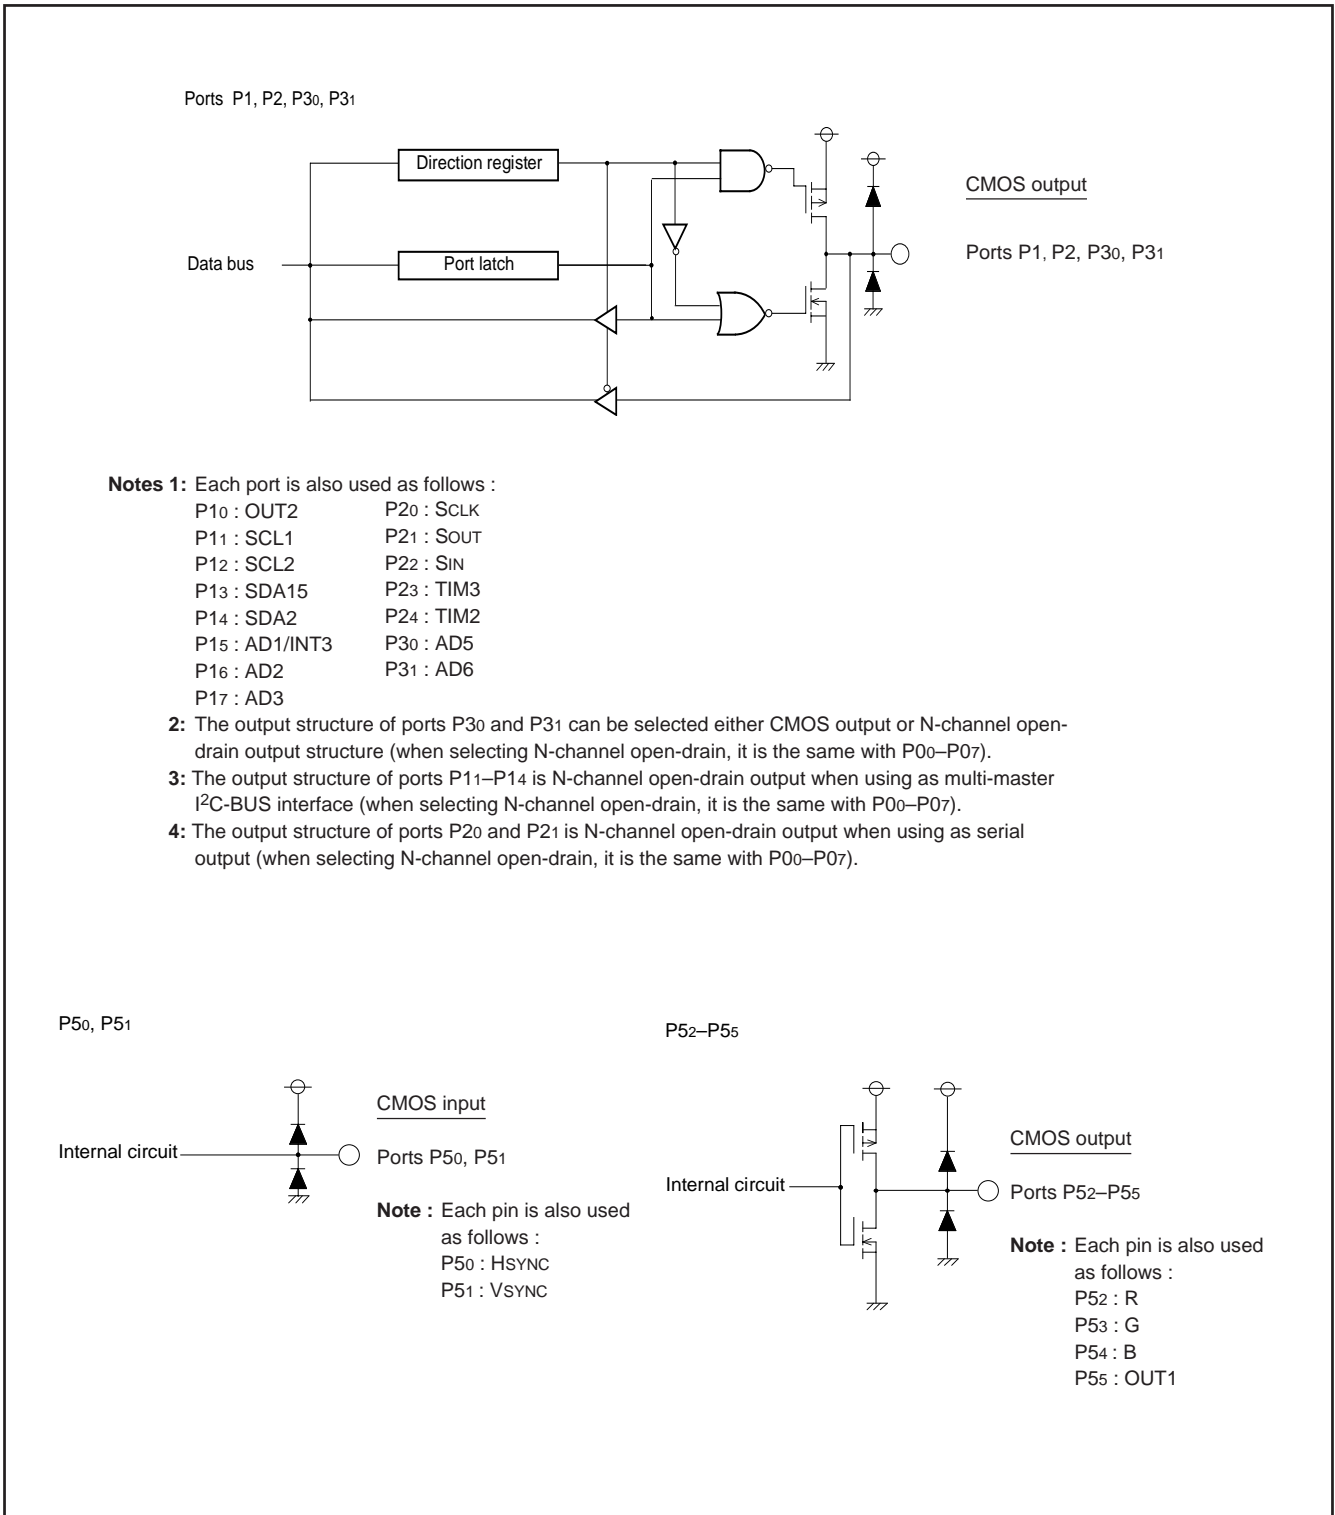 Ports P1, P2, P30, P31
Direction register
CMOS output
Data bus
Port latch
Ports P1, P2, P30, P31
Notes 1: Each port is also used as follows :
P10 : OUT2
P11 : SCL1
P12 : SCL2
P13 : SDA15
P14 : SDA2
P15 : AD1/INT3
P16 : AD2
P17 : AD3
P20 : SCLK
P21 : SOUT
P22 : SIN
P23 : TIM3
P24 : TIM2
P30 : AD5
P31 : AD6
2: The output structure of ports P30 and P31 can be selected either CMOS output or N-channel open-
drain output structure (when selecting N-channel open-drain, it is the same with P00–P07).
3: The output structure of ports P11–P14 is N-channel open-drain output when using as multi-master
I2C-BUS interface (when selecting N-channel open-drain, it is the same with P00–P07).
4: The output structure of ports P20 and P21 is N-channel open-drain output when using as serial
output (when selecting N-channel open-drain, it is the same with P00–P07).
P50, P51
CMOS input
Internal circuit
Ports P50, P51
Note : Each pin is also used
as follows :
P50 : HSYNC
P51 : VSYNC
P52–P55
CMOS output
Internal circuit
Ports P52–P55
Note : Each pin is also used
as follows :
P52 : R
P53 : G
P54 : B
P55 : OUT1